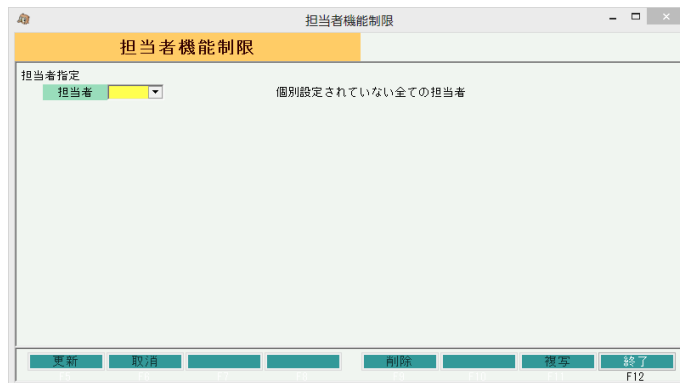 担当者機能制限
担当者機能制限
担当者指定
担当者
個別設定されていない全ての担当者
更新 取消 削除 複写 終了
F12